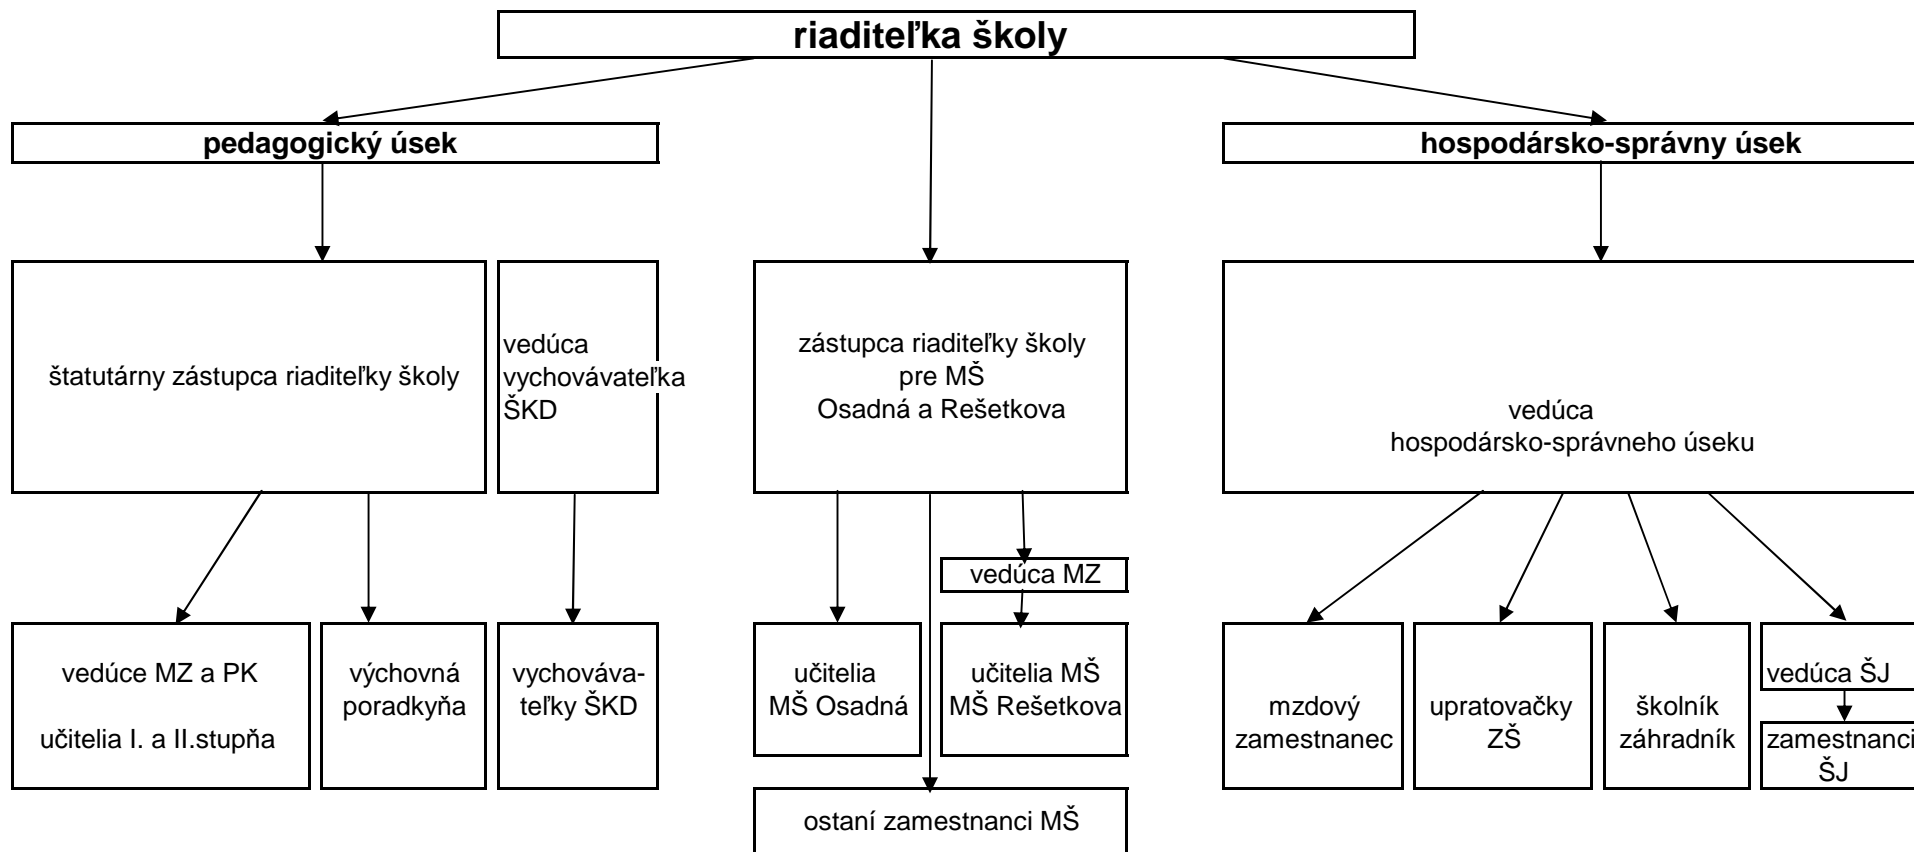 riaditeľka školy
pedagogický úsek
hospodársko-správny úsek
štatutárny zástupca riaditeľky školy
vedúca
vychovávateľka
ŠKD
zástupca riaditeľky školy
pre MŠ
Osadná a Rešetkova
vedúca
hospodársko-správneho úseku
vedúca MZ
vedúce MZ a PK
učitelia I. a II.stupňa
výchovná
poradkyňa
vychováva-
teľky ŠKD
učitelia
MŠ Osadná
učitelia MŠ
MŠ Rešetkova
mzdový
zamestnanec
upratovačky
ZŠ
školník
záhradník
vedúca ŠJ
zamestnanci
ŠJ
ostaní zamestnanci MŠ